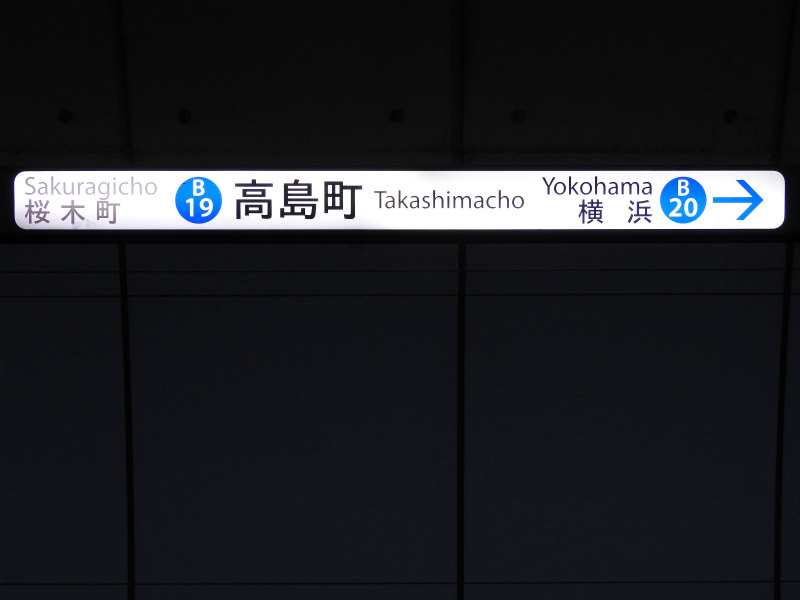 Sakuragicho
桜木町
B
19
高島町 Takashimacho
Yokohama
横浜
B
20